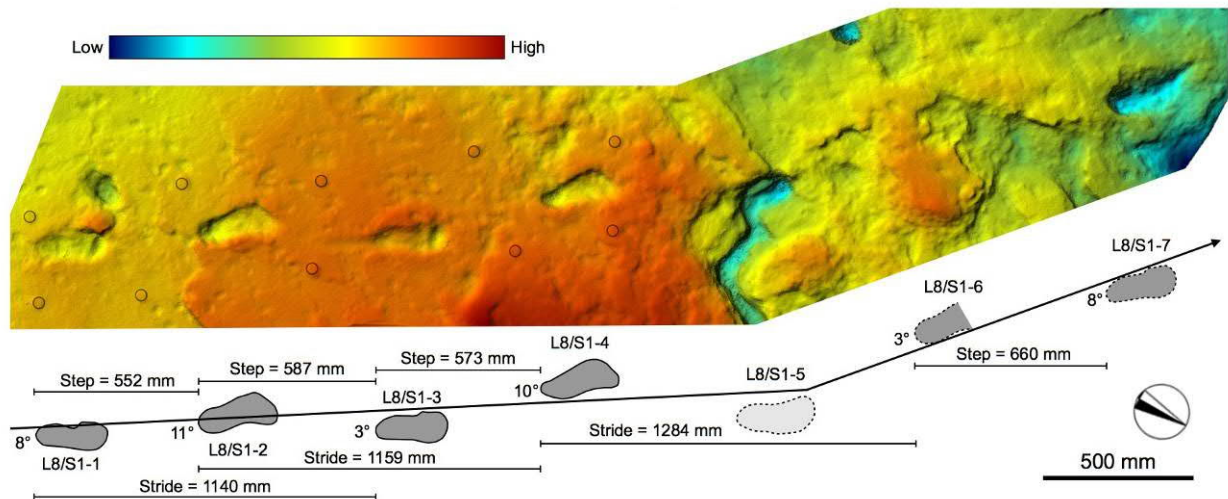 Low High
L8/S1-7
L8/S1-6
8°
3°
Step = 660 mm
L8/S1-4
Step = 573 mm
Step = 587 mm
Step = 552 mm
L8/S1-5
L8/S1-3
10°
11°
3°
8°
L8/S1-2
L8/S1-1
Stride = 1284 mm
Stride = 1159 mm
Stride = 1140 mm
500 mm